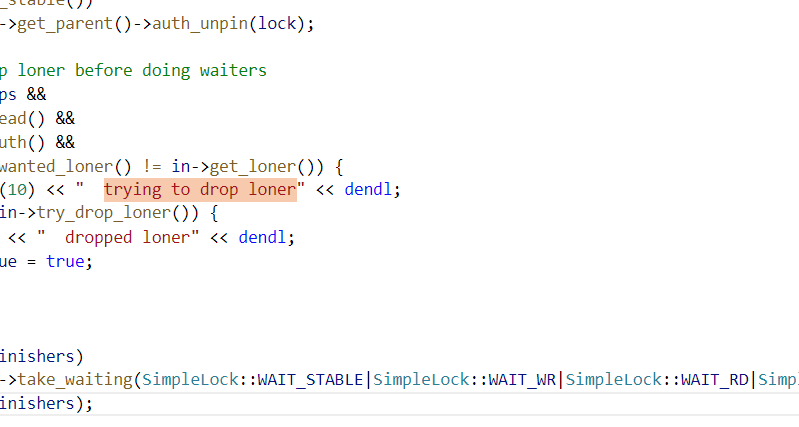 _stable())
->get_parent()->auth_unpin(lock);
p loner before doing waiters
ps &&
ead() &&
uth() &&
wanted_loner() != in->get_loner()) {
(10) << "  trying to drop loner" << dendl;
in->try_drop_loner()) {
<< "  dropped loner" << dendl;
ue = true;
inishers)
->take_waiting(SimpleLock::WAIT_STABLE|SimpleLock::WAIT_WR|SimpleLock::WAIT_RD|Simpl
inishers);